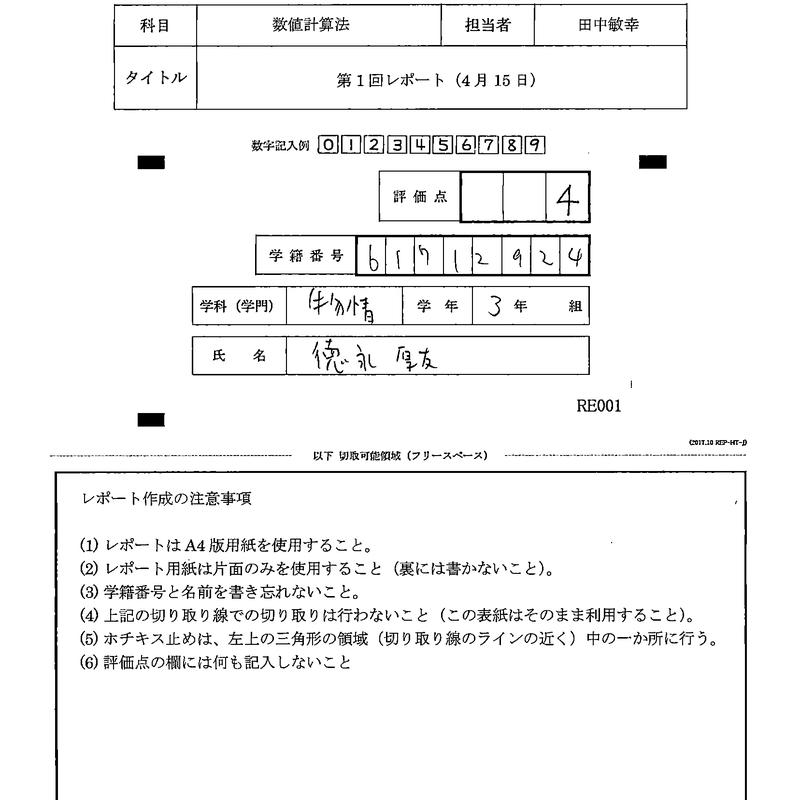 科目 数値計算法 担当者 田中敏幸
タイトル 第1回レポート（4月15日）
数字記入例 0 1 2 3 4 5 6 7 8 9
評価点 4
学籍番号 6 1 7 1 2 9 2 4
学科（学門） 物情 学年 3年 組
氏名 徳永 厚友
RE001
(2017.10 REP-HT-J)
以下 切取可能領域（フリースペース）
レポート作成の注意事項
(1) レポートはA4版用紙を使用すること。
(2) レポート用紙は片面のみを使用すること（裏には書かないこと）。
(3) 学籍番号と名前を書き忘れないこと。
(4) 上記の切り取り線での切り取りは行わないこと（この表紙はそのまま利用すること）。
(5) ホチキス止めは、左上の三角形の領域（切り取り線のラインの近く）中の一か所に行う。
(6) 評価点の欄には何も記入しないこと